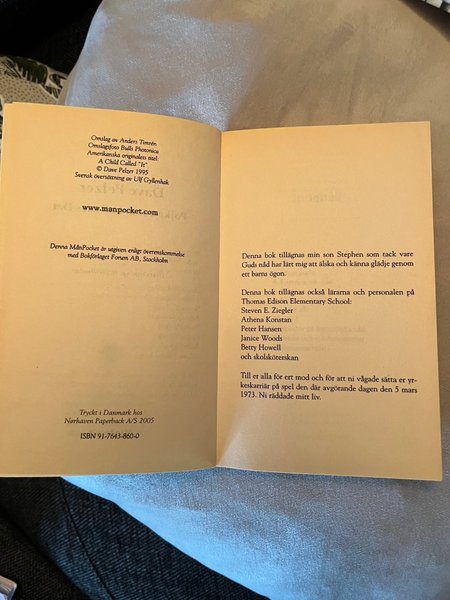 Omslag av Anders Timrén
Omslagsfoto Bulls Photonica
Amerikanska originalets titel:
A Child Called "It"
© Dave Pelzer 1995
Svensk översättning av Ulf Gyllenhak
www.manpocket.com
Denna MånPocket är utgiven enligt överenskommelse
med Bokförlaget Forum AB, Stockholm
Tryckt i Danmark hos
Nørhaven Paperback A/S 2005
ISBN 91-7643-860-0
Denna bok tillägnas min son Stephen som tack vare
Guds nåd har lärt mig att älska och känna glädje genom
ett barns ögon.
Denna bok tillägnas också lärarna och personalen på
Thomas Edison Elementary School:
Steven E. Ziegler
Athena Konstan
Peter Hansen
Janice Woods
Betty Howell
och skolsköterskan
Till er alla för ert mod och för att ni vågade sätta er yr-
keskarriär på spel den där avgörande dagen den 5 mars
1973. Ni räddade mitt liv.